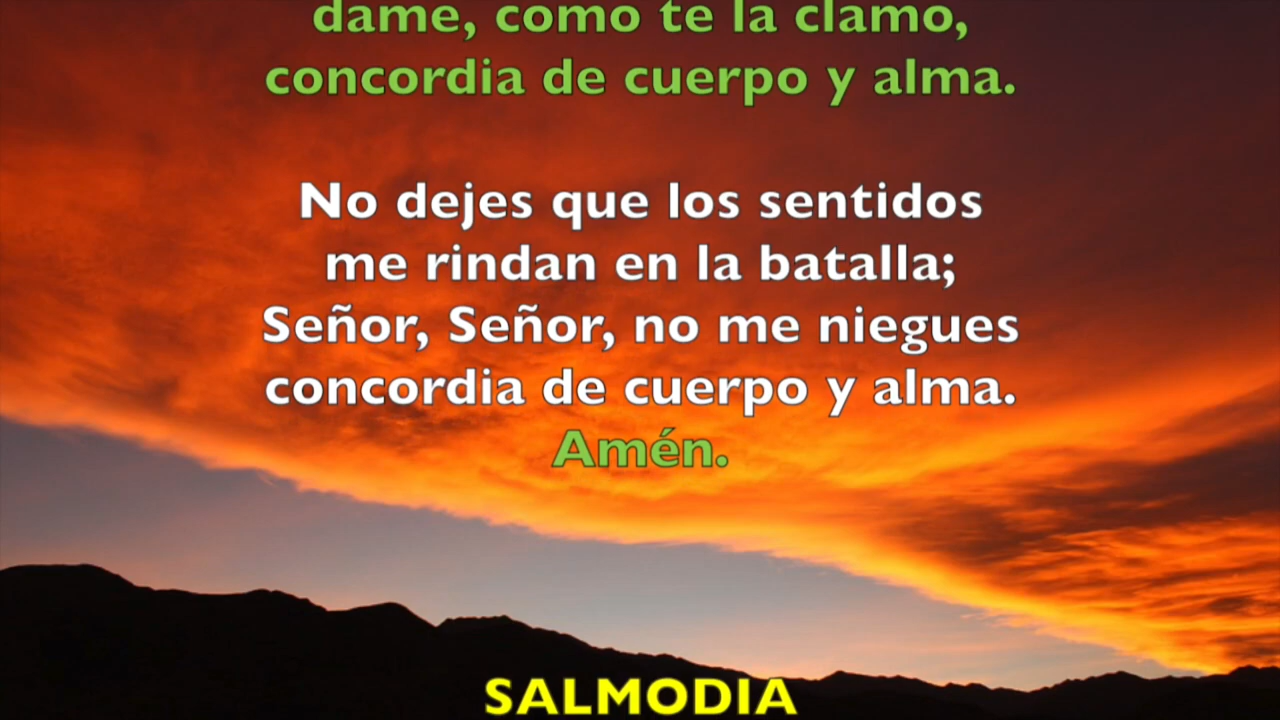 dame, como te la clamo,
concordia de cuerpo y alma.
No dejes que los sentidos
me rindan en la batalla;
Señor, Señor, no me niegues
concordia de cuerpo y alma.
Amén.
SALMODIA